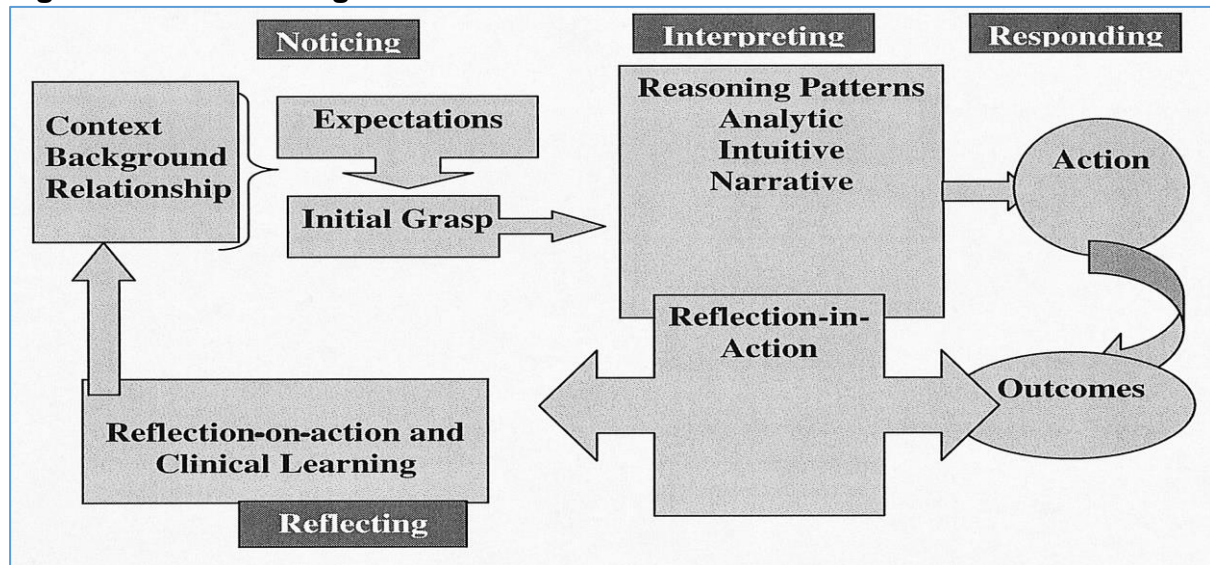 Noticing
Interpreting
Responding
Context
Background
Relationship
Expectations
Initial Grasp
Reasoning Patterns
Analytic
Intuitive
Narrative
Action
Reflection-in-
Action
Outcomes
Reflection-on-action and
Clinical Learning
Reflecting